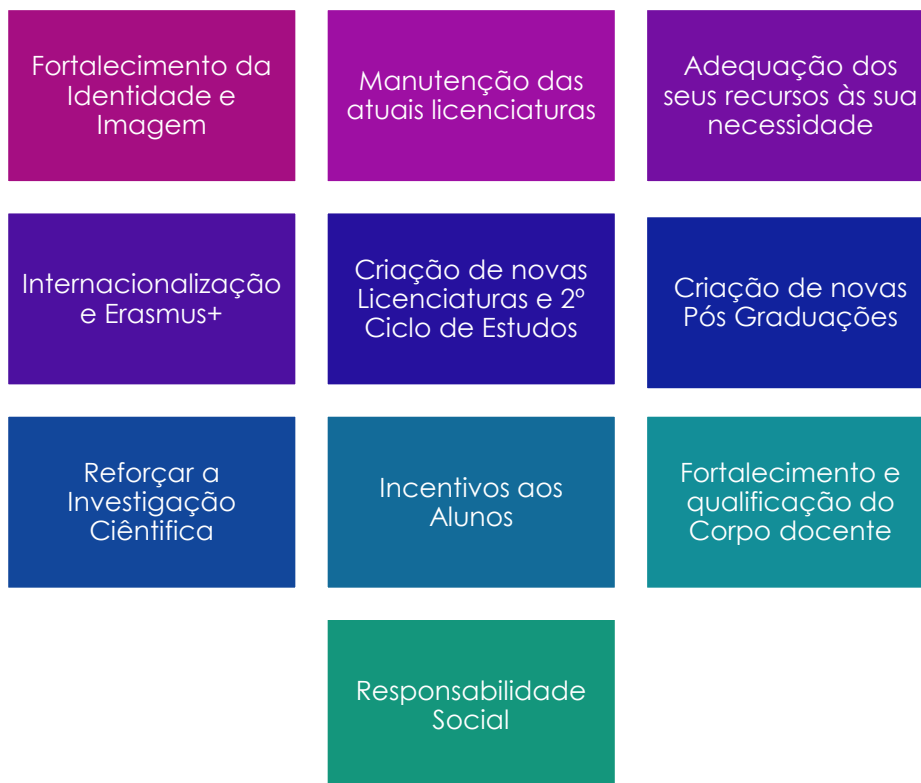 Fortalecimento da
Identidade e
Imagem
Manutenção das
atuais licenciaturas
Adequação dos
seus recursos às sua
necessidade
Internacionalização
e Erasmus+
Criação de novas
Licenciaturas e 2º
Ciclo de Estudos
Criação de novas
Pós Graduações
Reforçar a
Investigação
Ciêntifica
Incentivos aos
Alunos
Fortalecimento e
qualificação do
Corpo docente
Responsabilidade
Social